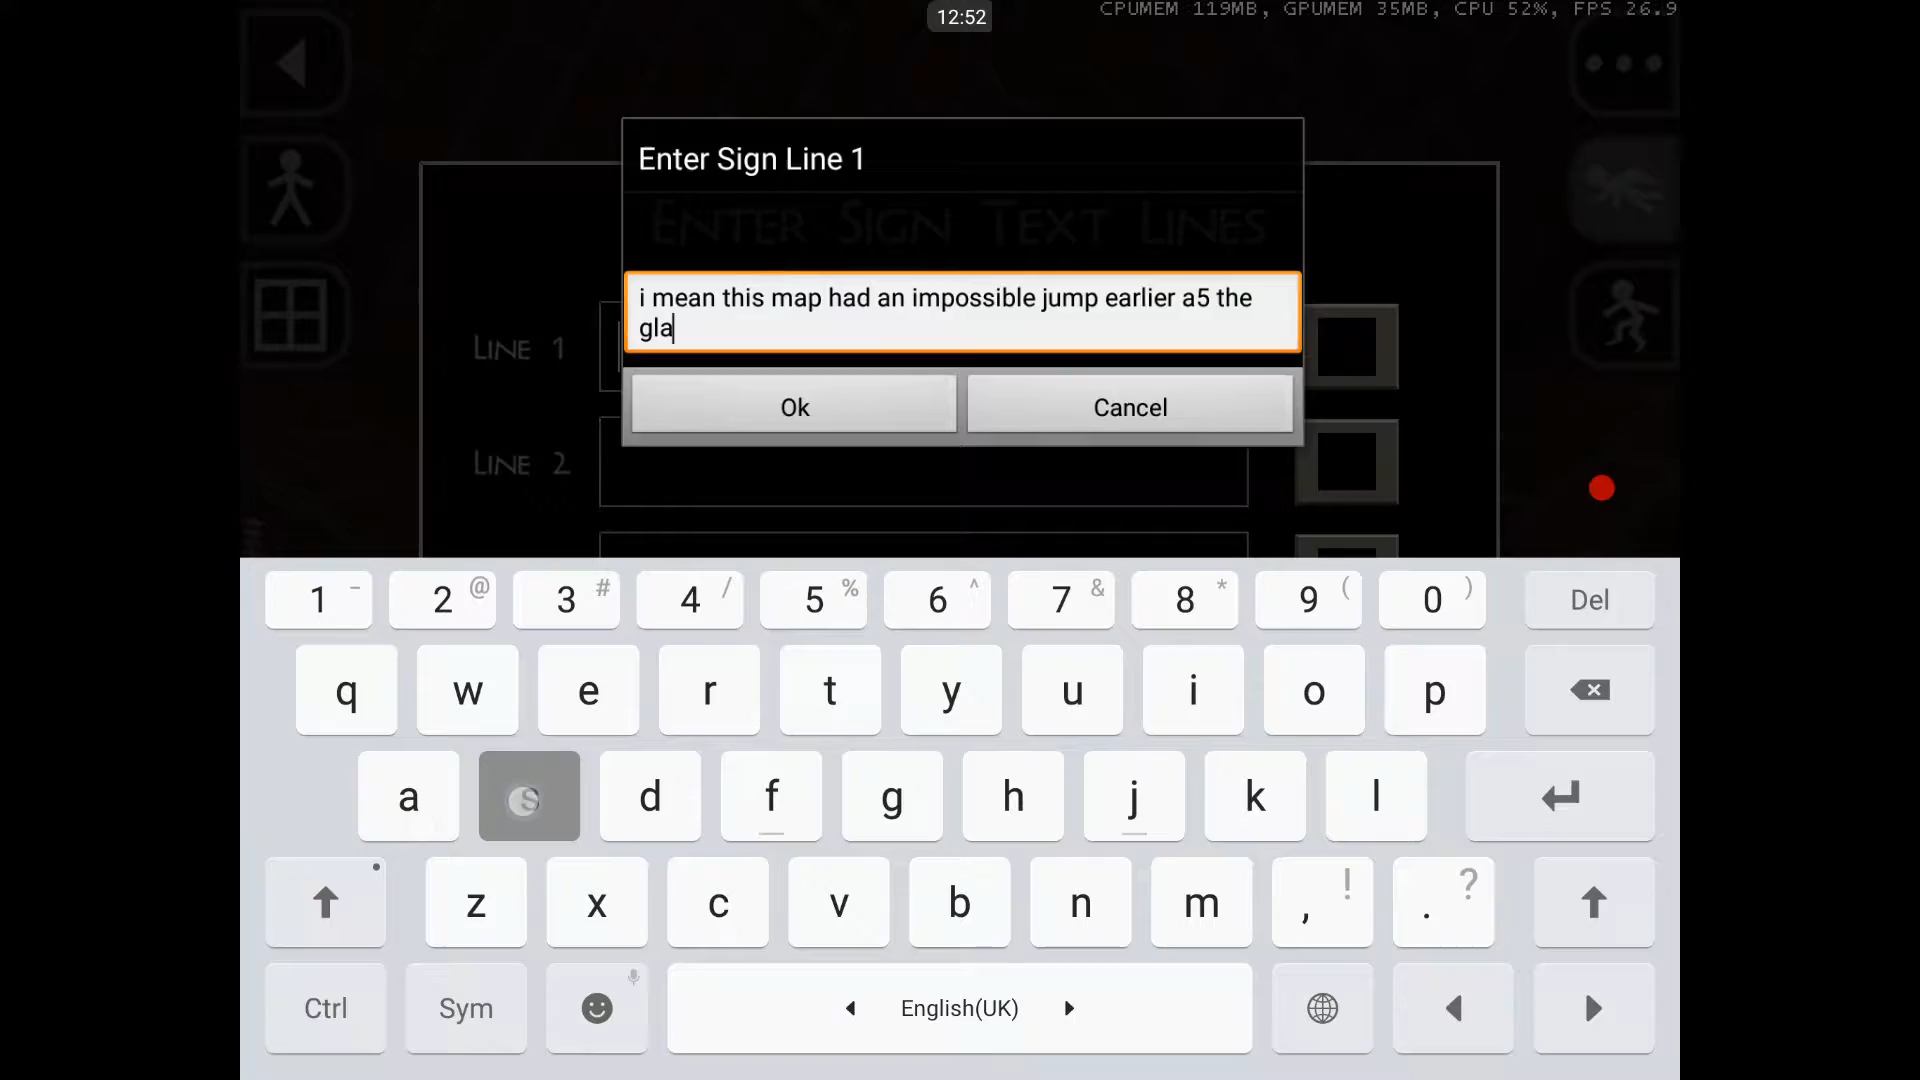 12:52
CPUMEM 119MB, GPUMEM 35MB, CPU 52%, FPS 26.9
Enter Sign Line 1
ENTER SIGN TEXT LINES
i mean this map had an impossible jump earlier a5 the
gla
LINE 1
Ok Cancel
LINE 2
1 - 2 @ 3 # 4 / 5 % 6 ^ 7 & 8 * 9 ( 0 ) Del
q w e r t y u i o p
a s d f g h j k l
z x c v b n m , ! . ?
Ctrl Sym English(UK)